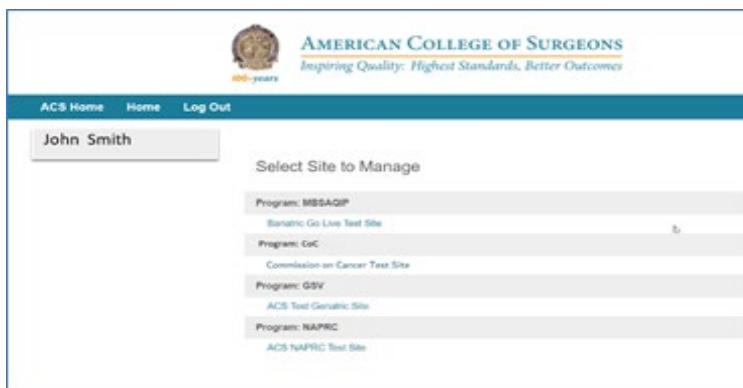 AMERICAN COLLEGE OF SURGEONS
Inspiring Quality: Highest Standards, Better Outcomes
100+years
ACS Home Home Log Out
John Smith
Select Site to Manage
Program: MBSAQIP
Bariatric Go Live Test Site
Program: CoC
Commission on Cancer Test Site
Program: GSV
ACS Test Geriatric Site
Program: NAPRC
ACS NAPRC Test Site